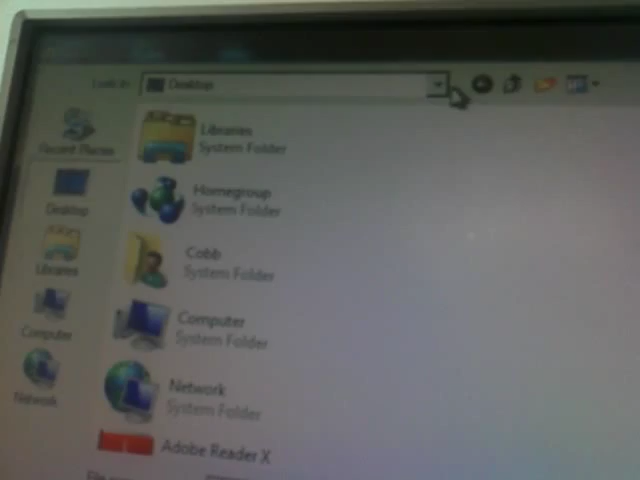 Look in:
Desktop
Recent Places
Desktop
Libraries
Computer
Network
Libraries
System Folder
Homegroup
System Folder
Cobb
System Folder
Computer
System Folder
Network
System Folder
Adobe Reader X